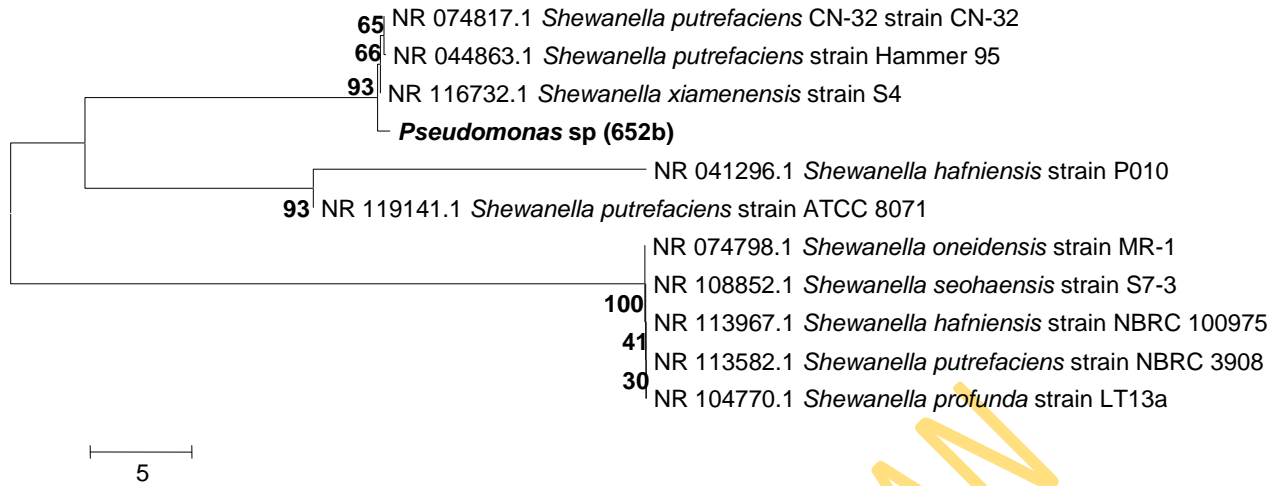 65 NR 074817.1 Shewanella putrefaciens CN-32 strain CN-32
66 NR 044863.1 Shewanella putrefaciens strain Hammer 95
93 NR 116732.1 Shewanella xiamenensis strain S4
Pseudomonas sp (652b)
NR 041296.1 Shewanella hafniensis strain P010
93 NR 119141.1 Shewanella putrefaciens strain ATCC 8071
NR 074798.1 Shewanella oneidensis strain MR-1
NR 108852.1 Shewanella seohaensis strain S7-3
100
NR 113967.1 Shewanella hafniensis strain NBRC 100975
41
NR 113582.1 Shewanella putrefaciens strain NBRC 3908
30
NR 104770.1 Shewanella profunda strain LT13a
5